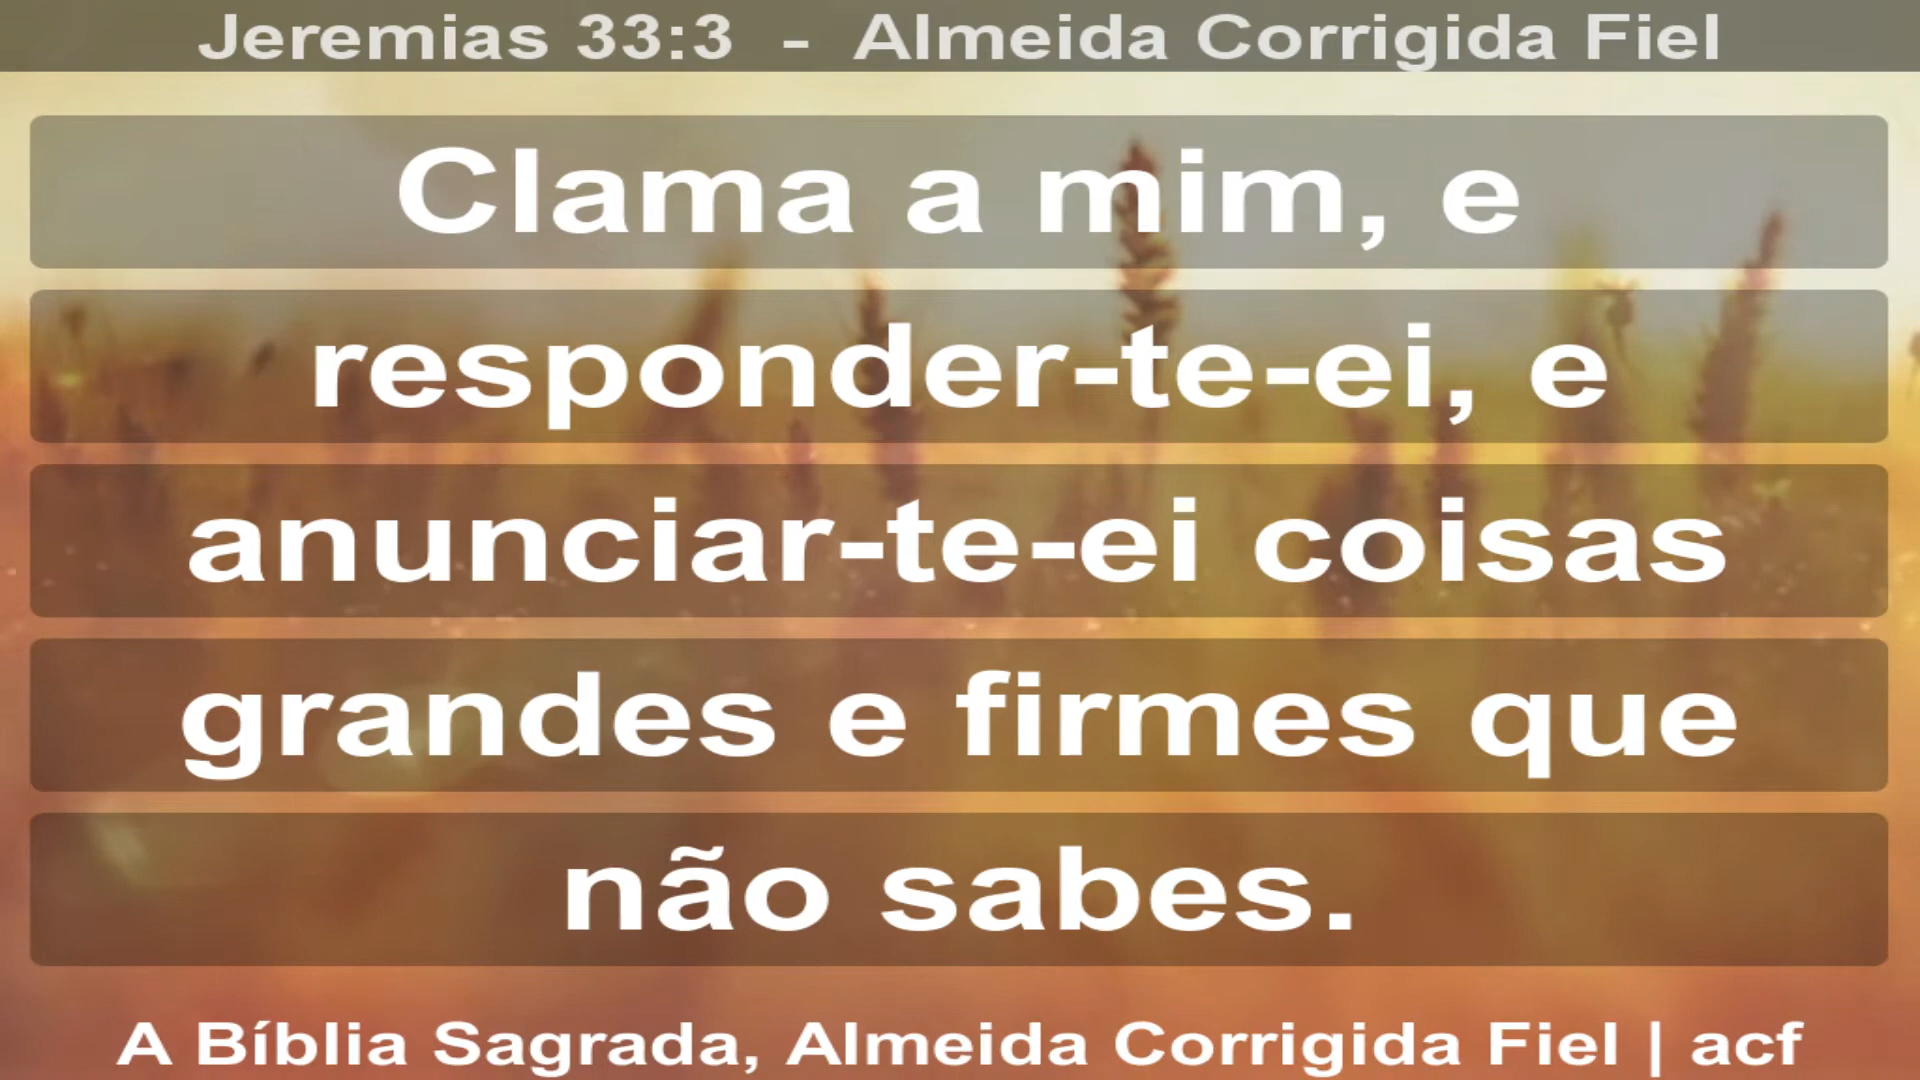 Jeremias 33:3 - Almeida Corrigida Fiel
Clama a mim, e
responder-te-ei, e
anunciar-te-ei coisas
grandes e firmes que
não sabes.
A Bíblia Sagrada, Almeida Corrigida Fiel | acf